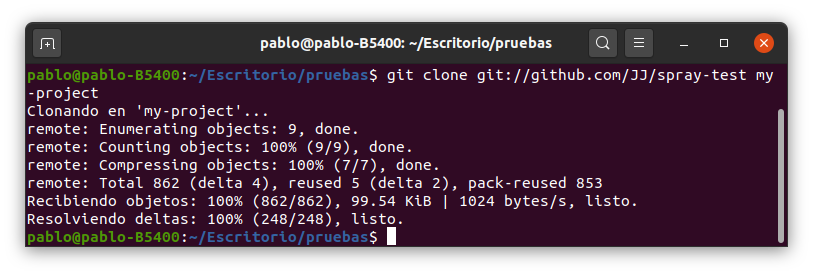 pablo@pablo-B5400: ~/Escritorio/pruebas
pablo@pablo-B5400:~/Escritorio/pruebas$ git clone git://github.com/JJ/spray-test my
-project
Clonando en 'my-project'...
remote: Enumerating objects: 9, done.
remote: Counting objects: 100% (9/9), done.
remote: Compressing objects: 100% (7/7), done.
remote: Total 862 (delta 4), reused 5 (delta 2), pack-reused 853
Recibiendo objetos: 100% (862/862), 99.54 KiB | 1024 bytes/s, listo.
Resolviendo deltas: 100% (248/248), listo.
pablo@pablo-B5400:~/Escritorio/pruebas$